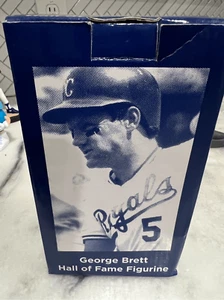 KC
Royals
5
George Brett
Hall of Fame Figurine